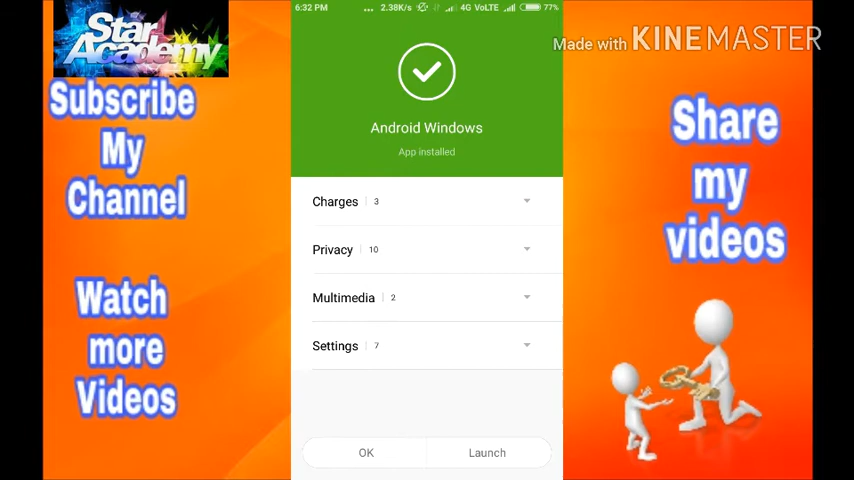 Star
Academy
Subscribe
My
Channel
Watch
more
Videos
6:32 PM ... 2.38K/s 4G VoLTE 77%
Android Windows
App installed
Charges 3
Privacy 10
Multimedia 2
Settings 7
OK Launch
Made with KINEMASTER
Share
my
videos